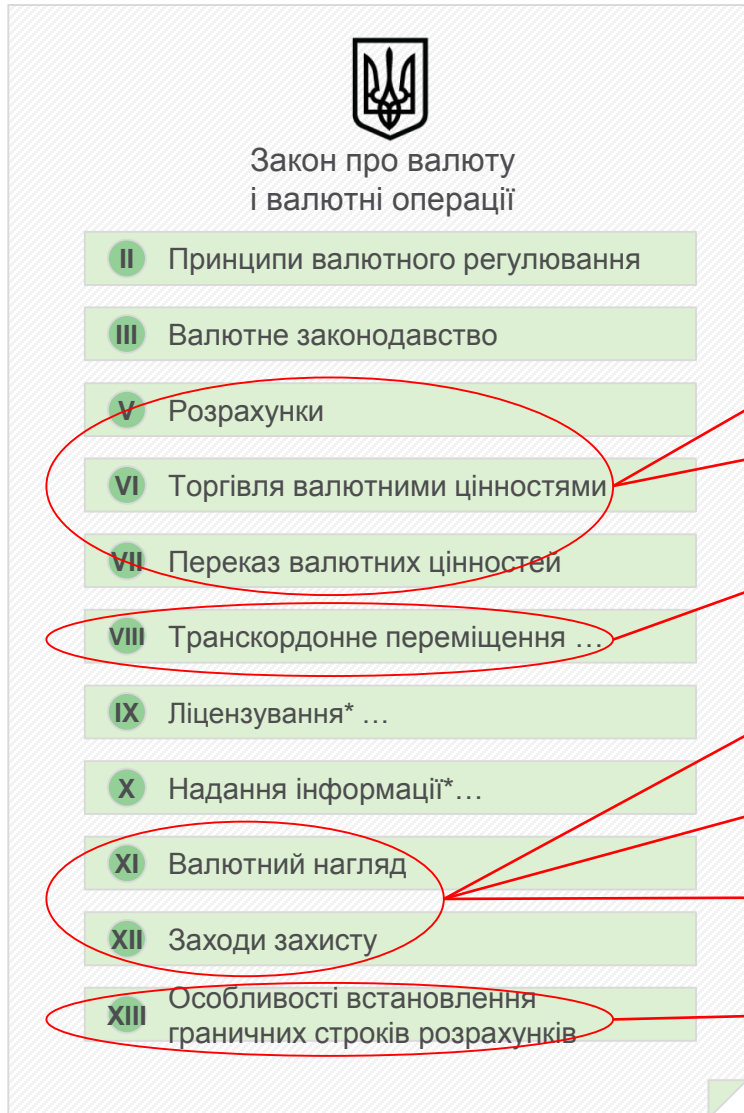 Закон про валюту
і валютні операції
II Принципи валютного регулювання
III Валютне законодавство
V Розрахунки
VI Торгівля валютними цінностями
VII Переказ валютних цінностей
VIII Транскордонне переміщення …
IX Ліцензування* …
X Надання інформації*…
XI Валютний нагляд
XII Заходи захисту
XIII Особливості встановлення
граничних строків розрахунків